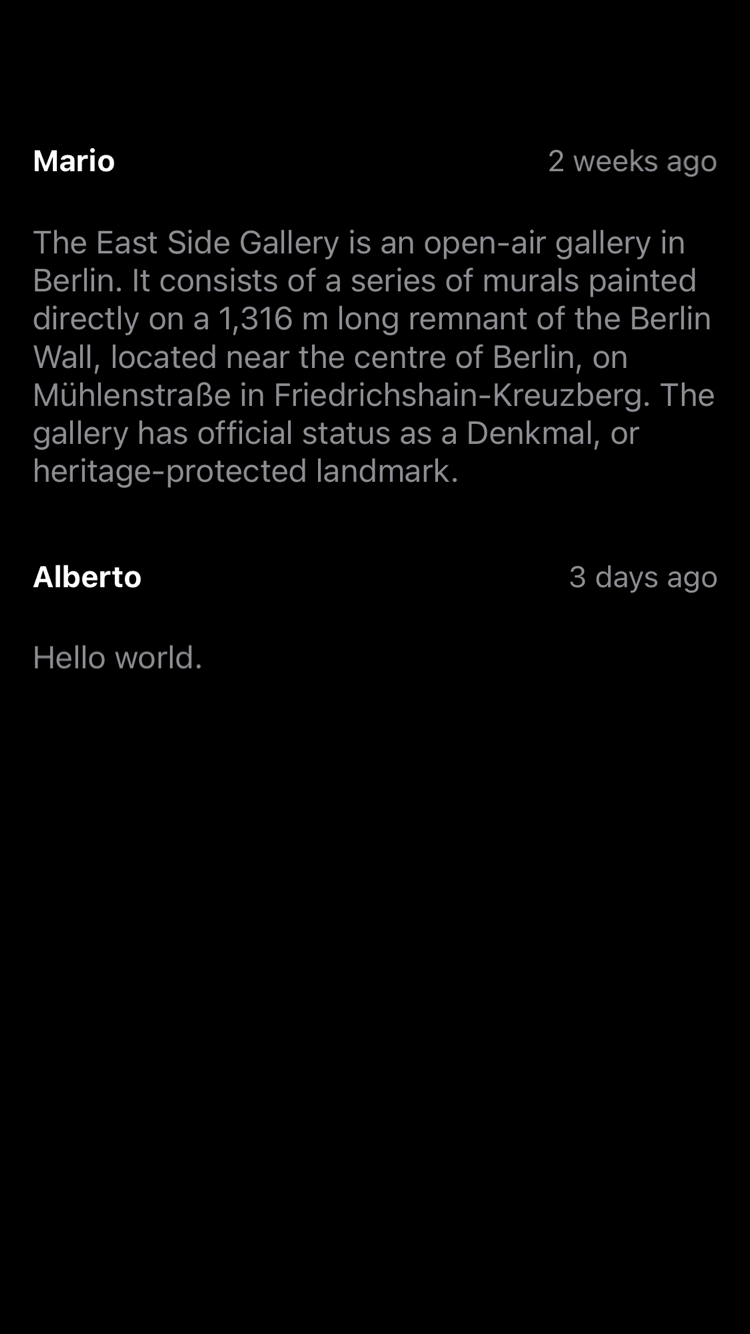 Mario 2 weeks ago
The East Side Gallery is an open-air gallery in
Berlin. It consists of a series of murals painted
directly on a 1,316 m long remnant of the Berlin
Wall, located near the centre of Berlin, on
Mühlenstraße in Friedrichshain-Kreuzberg. The
gallery has official status as a Denkmal, or
heritage-protected landmark.
Alberto 3 days ago
Hello world.